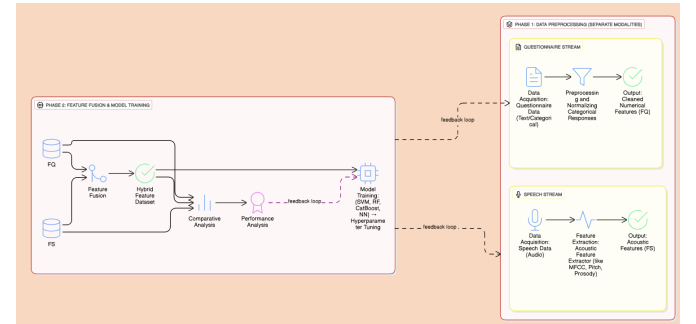 PHASE 1: DATA PREPROCESSING (SEPARATE MODALITIES)
QUESTIONNAIRE STREAM
Data
Acquisition:
Questionnaire
Data
(Text/Categori
cal)
Preprocessin
g and
Normalizing
Categorical
Responses
Output:
Cleaned
Numerical
Features (FQ)
SPEECH STREAM
Data
Acquisition:
Speech Data
(Audio)
Feature
Extraction:
Acoustic
Feature
Extractor (like
MFCC, Pitch,
Prosody)
Output:
Acoustic
Features (FS)
feedback loop
feedback loop
PHASE 2: FEATURE FUSION & MODEL TRAINING
FQ
FS
Feature
Fusion
Hybrid
Feature
Dataset
Comparative
Analysis
Performance
Analysis
feedback loop
Model
Training:
(SVM, RF,
CatBoost,
NN) →
Hyperparame
ter Tuning